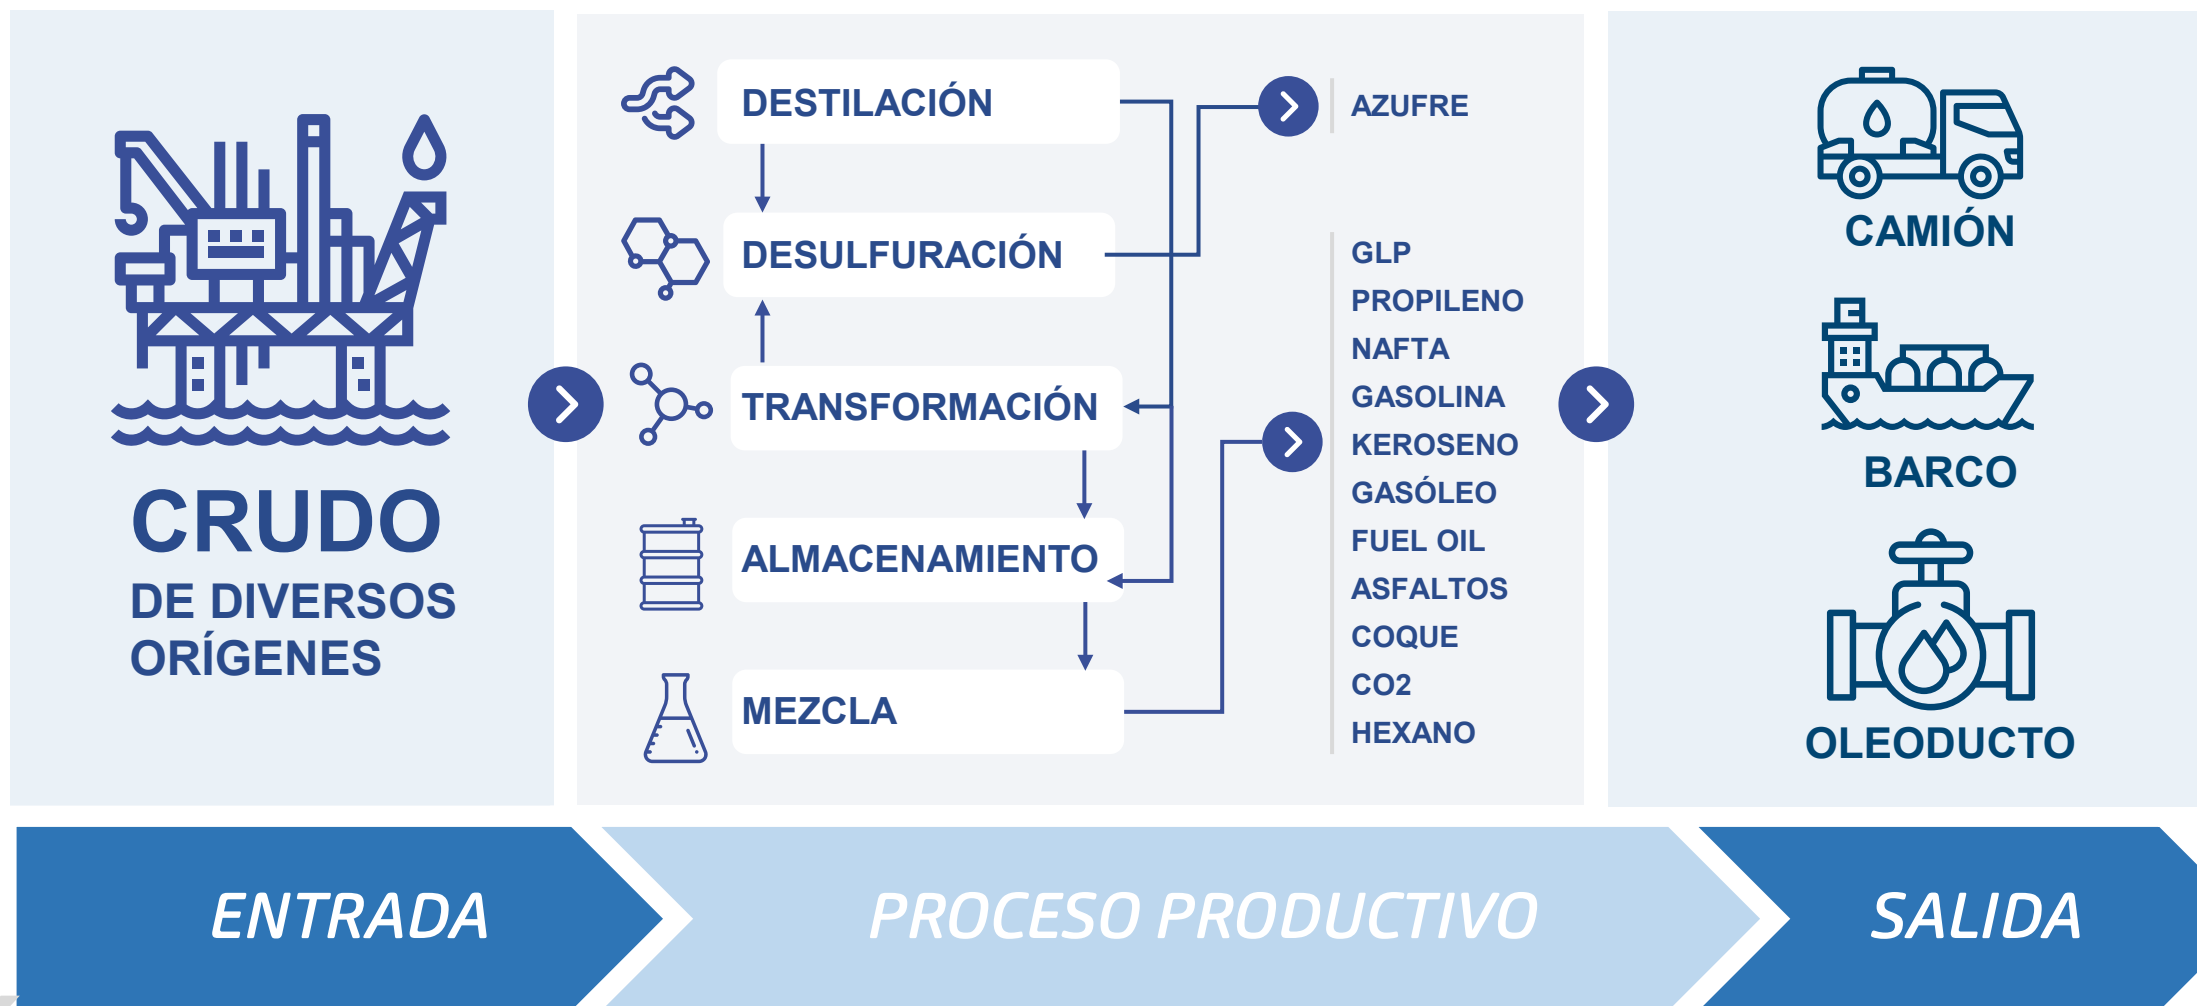 CRUDO
DE DIVERSOS
ORÍGENES
DESTILACIÓN
DESULFURACIÓN
TRANSFORMACIÓN
ALMACENAMIENTO
MEZCLA
AZUFRE
GLP
PROPILENO
NAFTA
GASOLINA
KEROSENO
GASÓLEO
FUEL OIL
ASFALTOS
COQUE
CO2
HEXANO
CAMIÓN
BARCO
OLEODUCTO
ENTRADA
PROCESO PRODUCTIVO
SALIDA